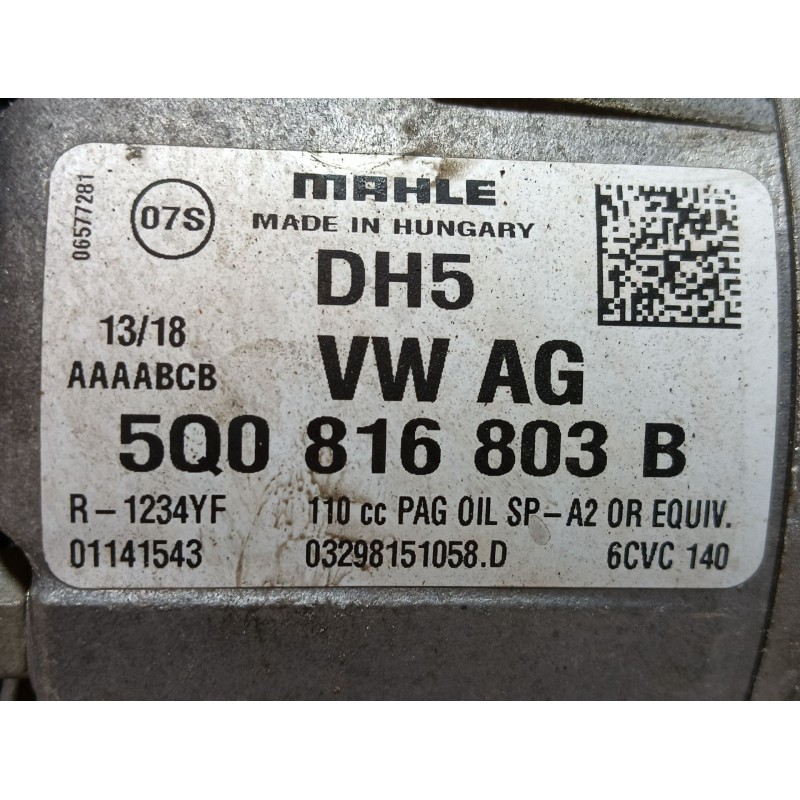 06577281
07S
MAHLE
MADE IN HUNGARY
DH5
13/18
VW AG
AAAABCB
5Q0 816 803 B
R-1234YF 110 cc PAG OIL SP-A2 OR EQUIV.
01141543 03298151058.D 6CVC 140